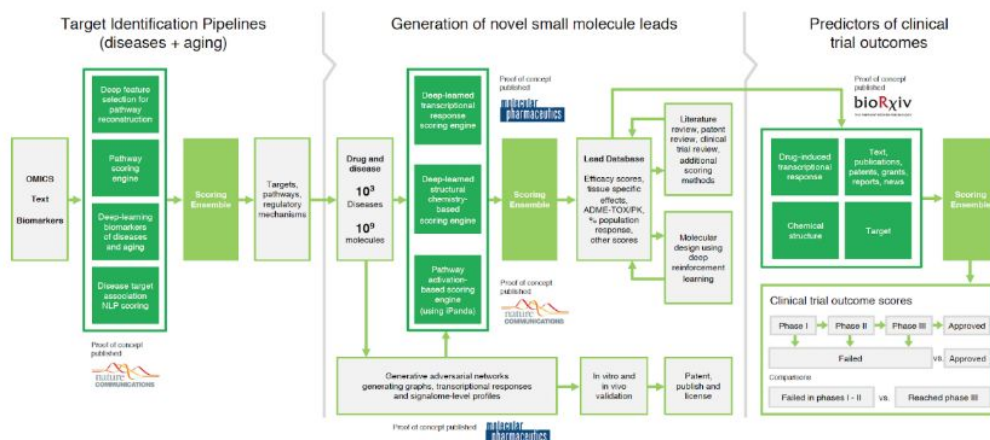 Target Identification Pipelines
(diseases + aging)
OMICS
Text
Biomarkers
Deep feature
selection for
pathway
reconstruction
Pathway
scoring
engine
Deep-learning
biomarkers
of diseases
and aging
Disease target
association
NLP scoring
Scoring
Ensemble
Targets,
pathways,
regulatory
mechanisms
Proof of concept
published
nature
COMMUNICATIONS
Generation of novel small molecule leads
Drug and
disease
10³
Diseases
10⁹
molecules
Deep-learned
transcriptional
response
scoring engine
Deep-learned
structural
chemistry-
based
scoring engine
Pathway
activation-
based scoring
engine
(using iPanda)
Proof of concept
published
molecular
pharmaceutics
Scoring
Ensemble
Proof of concept
published
nature
COMMUNICATIONS
Lead Database
Efficacy scores,
tissue specific
effects,
ADME-TOX/PK,
% population
response,
other scores
Literature
review, patent
review, clinical
trial review,
additional
scoring
methods
Molecular
design using
deep
reinforcement
learning
Generative adversarial networks
generating graphs, transcriptional responses
and signalome-level profiles
In vitro and
in vivo
validation
Patent,
publish and
license
Proof of concept published
molecular
pharmaceutics
Predictors of clinical
trial outcomes
Proof of concept
published
bioRxiv
Drug-induced
transcriptional
response
Text,
publications,
patents, grants,
reports, news
Chemical
structure
Target
Scoring
Ensemble
Clinical trial outcome scores
Phase I
Phase II
Phase III
Approved
Failed
vs.
Approved
Comparisons
Failed in phases I - II
vs.
Reached phase III